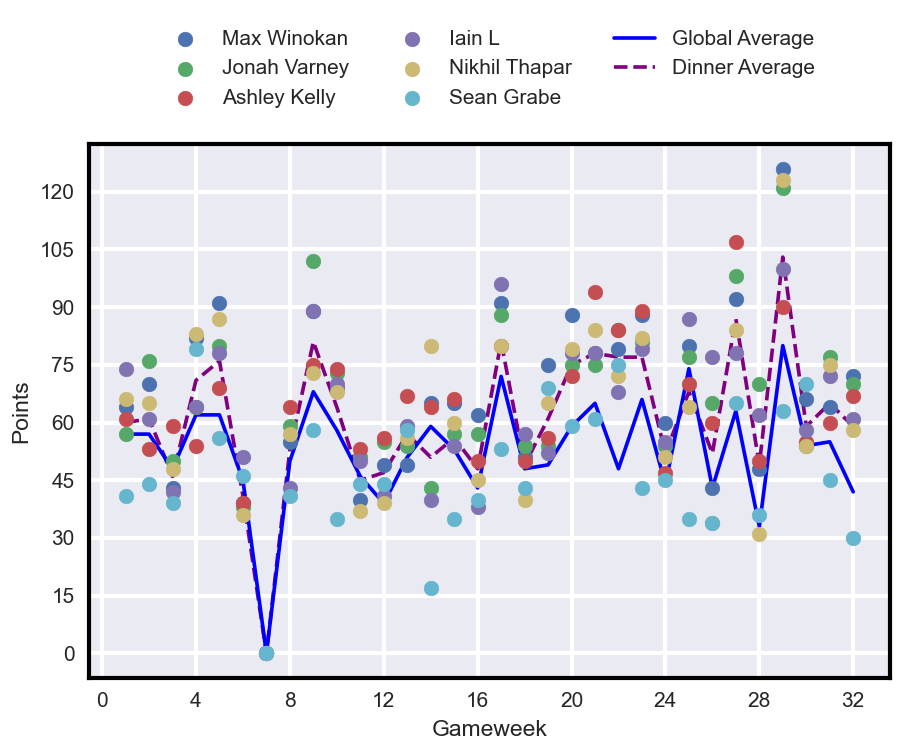 Max Winokan Iain L Global Average
Jonah Varney Nikhil Thapar Dinner Average
Ashley Kelly Sean Grabe
120
105
90
75
60
45
30
15
0
Points
0 4 8 12 16 20 24 28 32
Gameweek